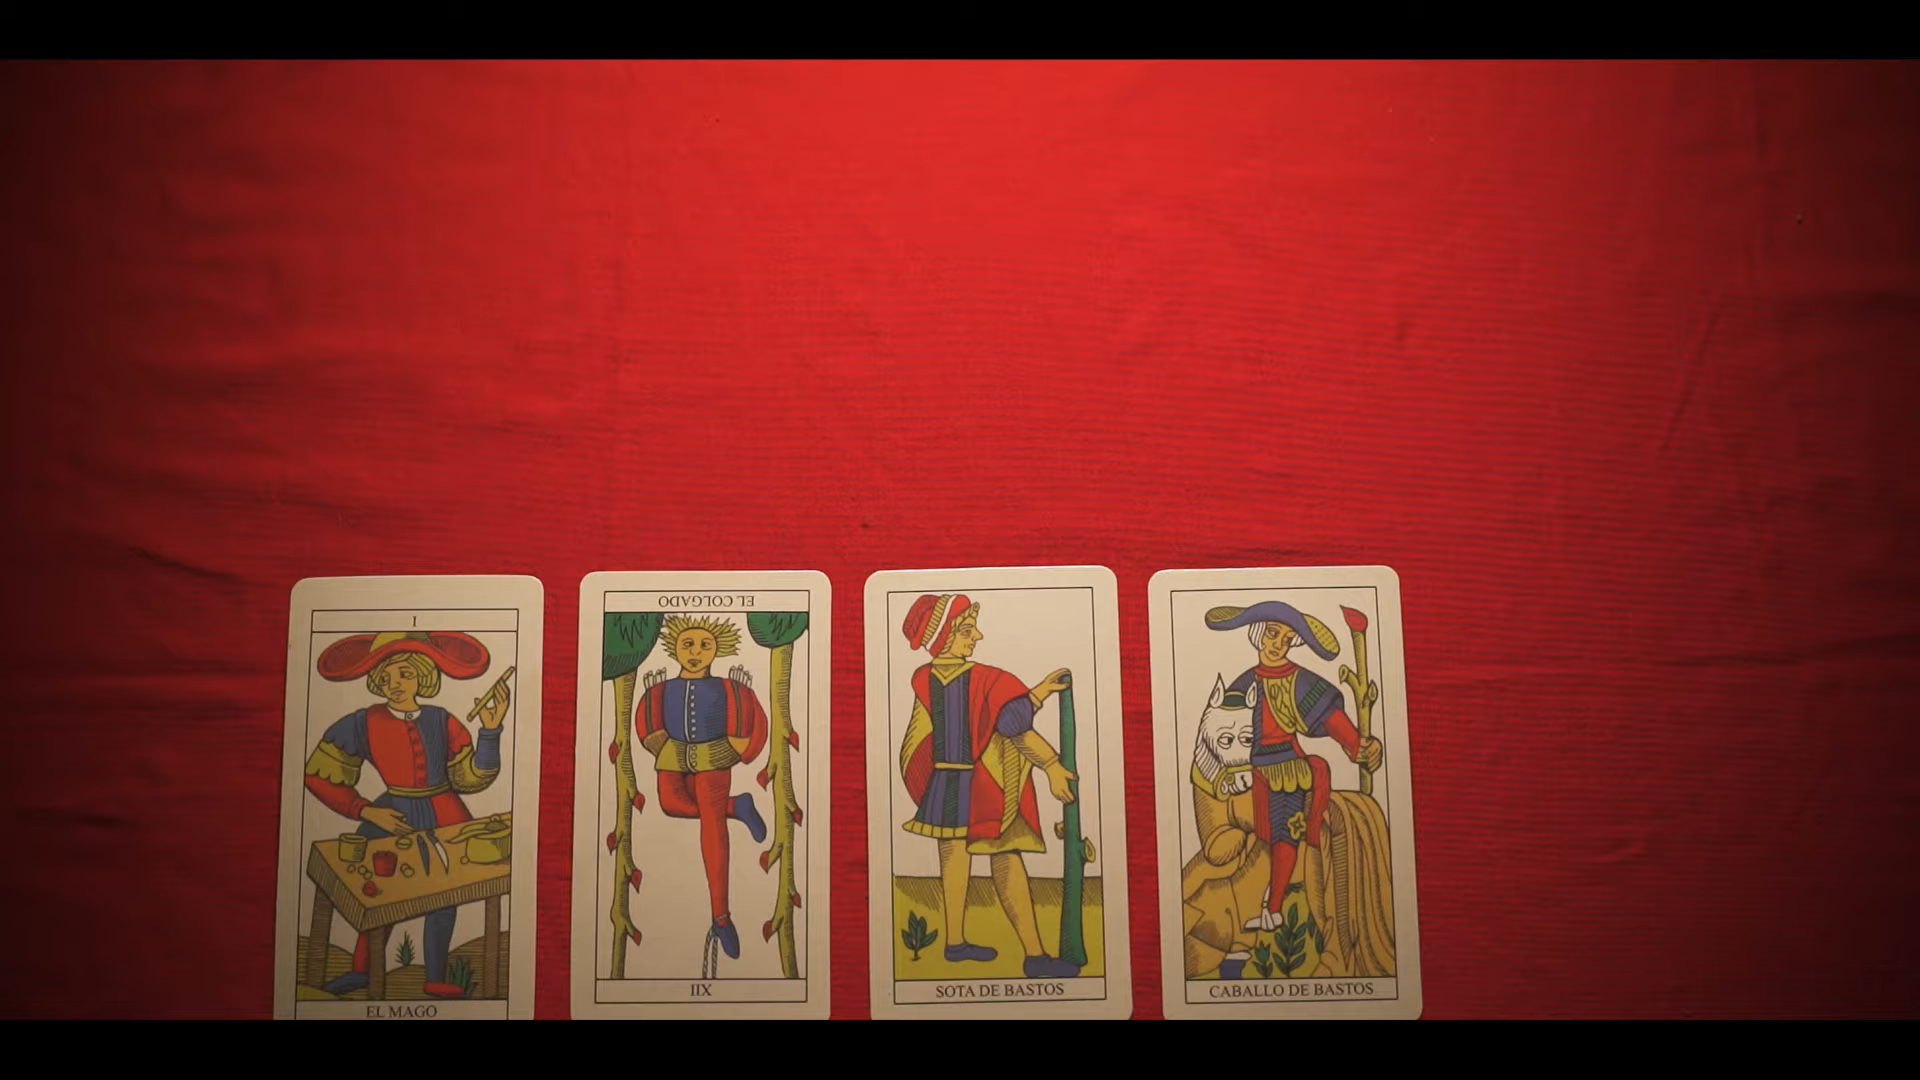 I
EL MAGO
EL COLGADO
XII
SOTA DE BASTOS
CABALLO DE BASTOS